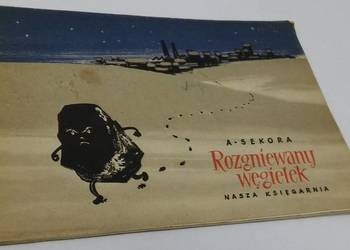 A-SEKORA
Rozgniewany
węgielek
NASZA KSIĘGARNIA